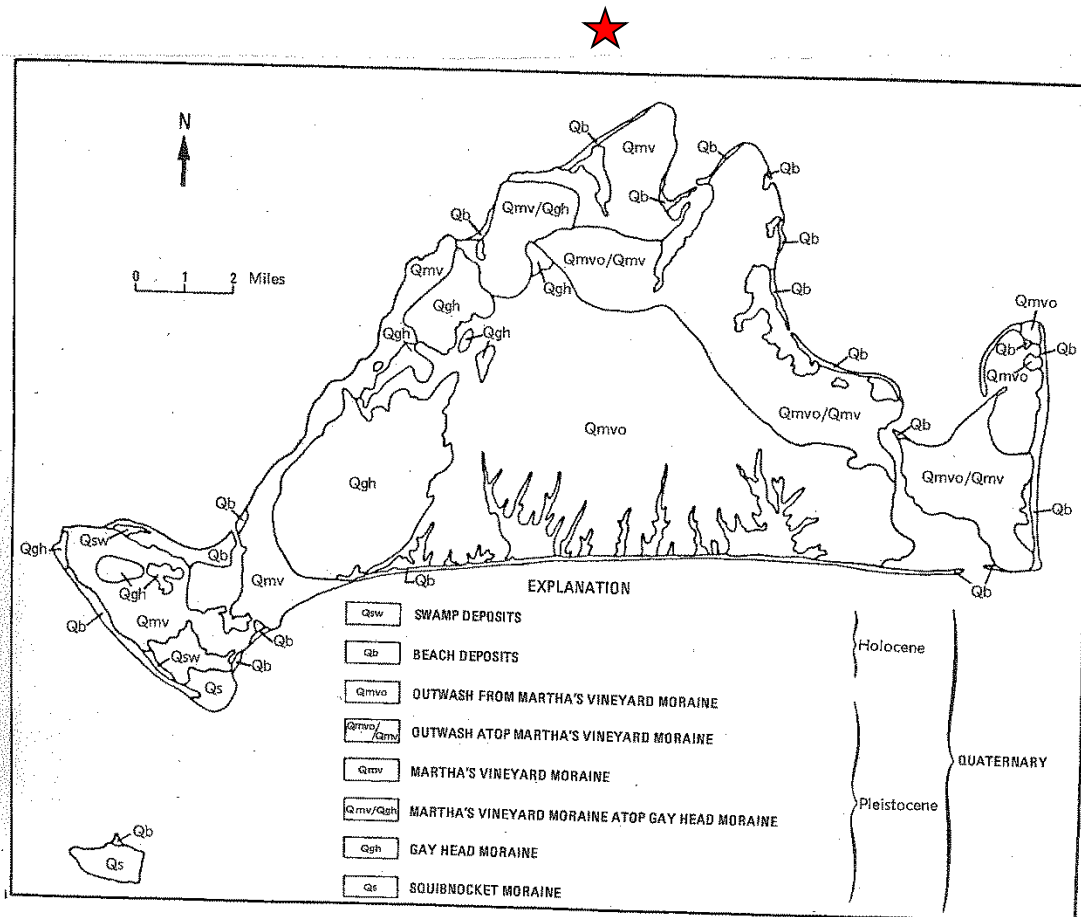 N
0 1 2 Miles
Qb
Qmv
Qb
Qb
Qb
Qmv/Qgh
Qb
Qb
Qmv
Qmvo/Qmv
Qgh
Qb
Qgh
Qb
Qmvo
Qgh
Qgh
Qb
Qb
Qmvo
Qb
Qmvo/Qmv
Qmvo
Qb
Qmvo/Qmv
Qgh
Qb
Qb
Qsw
Qgh
Qb
Qgh
Qmv
Qb
Qb
Qb
Qmv
Qb
Qsw
Qb
Qs
Qb
Qs
EXPLANATION
Qsw SWAMP DEPOSITS
Qb BEACH DEPOSITS
Holocene
Qmvo OUTWASH FROM MARTHA'S VINEYARD MORAINE
Qmvo/Qmv OUTWASH ATOP MARTHA'S VINEYARD MORAINE
QUATERNARY
Qmv MARTHA'S VINEYARD MORAINE
Pleistocene
Qmv/Qgh MARTHA'S VINEYARD MORAINE ATOP GAY HEAD MORAINE
Qgh GAY HEAD MORAINE
Qs SQUIBNOCKET MORAINE